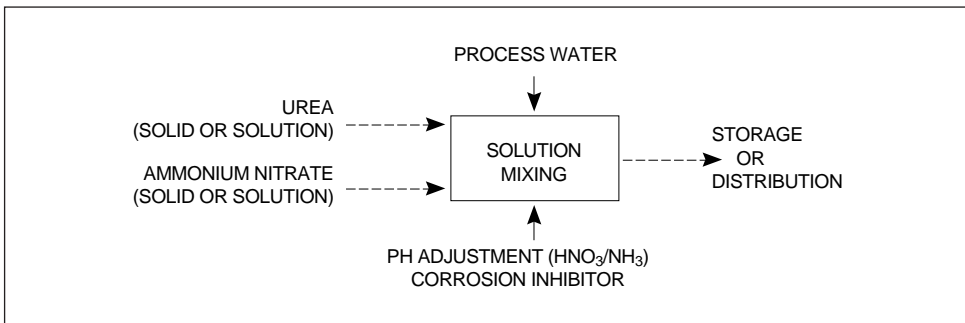 PROCESS WATER
UREA
(SOLID OR SOLUTION)
AMMONIUM NITRATE
(SOLID OR SOLUTION)
SOLUTION
MIXING
STORAGE
OR
DISTRIBUTION
PH ADJUSTMENT (HNO₃/NH₃)
CORROSION INHIBITOR